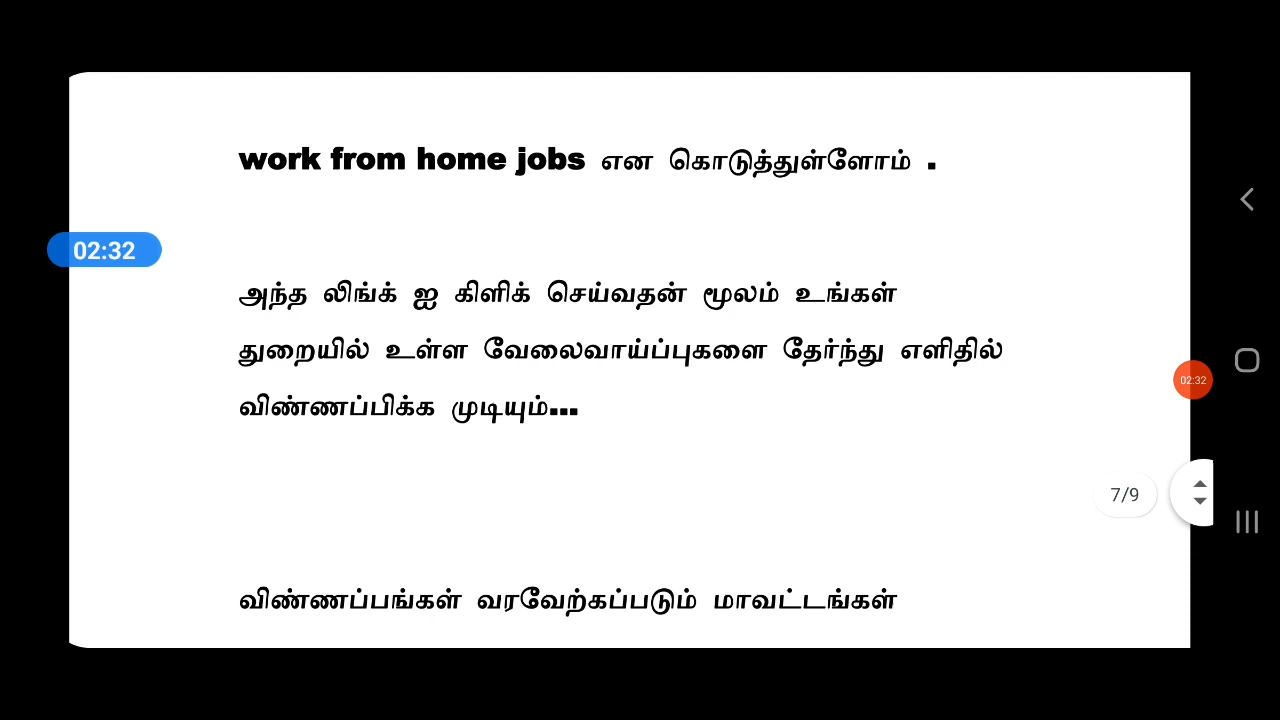 work from home jobs என கொடுத்துள்ளோம் .
02:32
அந்த லிங்க் ஐ கிளிக் செய்வதன் மூலம் உங்கள்
துறையில் உள்ள வேலைவாய்ப்புகளை தேர்ந்து எளிதில்
விண்ணப்பிக்க முடியும்...
02:32
7/9
விண்ணப்பங்கள் வரவேற்கப்படும் மாவட்டங்கள்